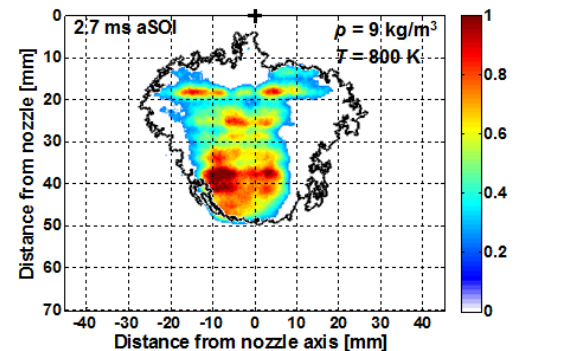 2.7 ms aSOI
p = 9 kg/m³
T = 800 K
Distance from nozzle [mm]
0
10
20
30
40
50
60
70
-40 -30 -20 -10 0 10 20 30 40
Distance from nozzle axis [mm]
1
0.8
0.6
0.4
0.2
0